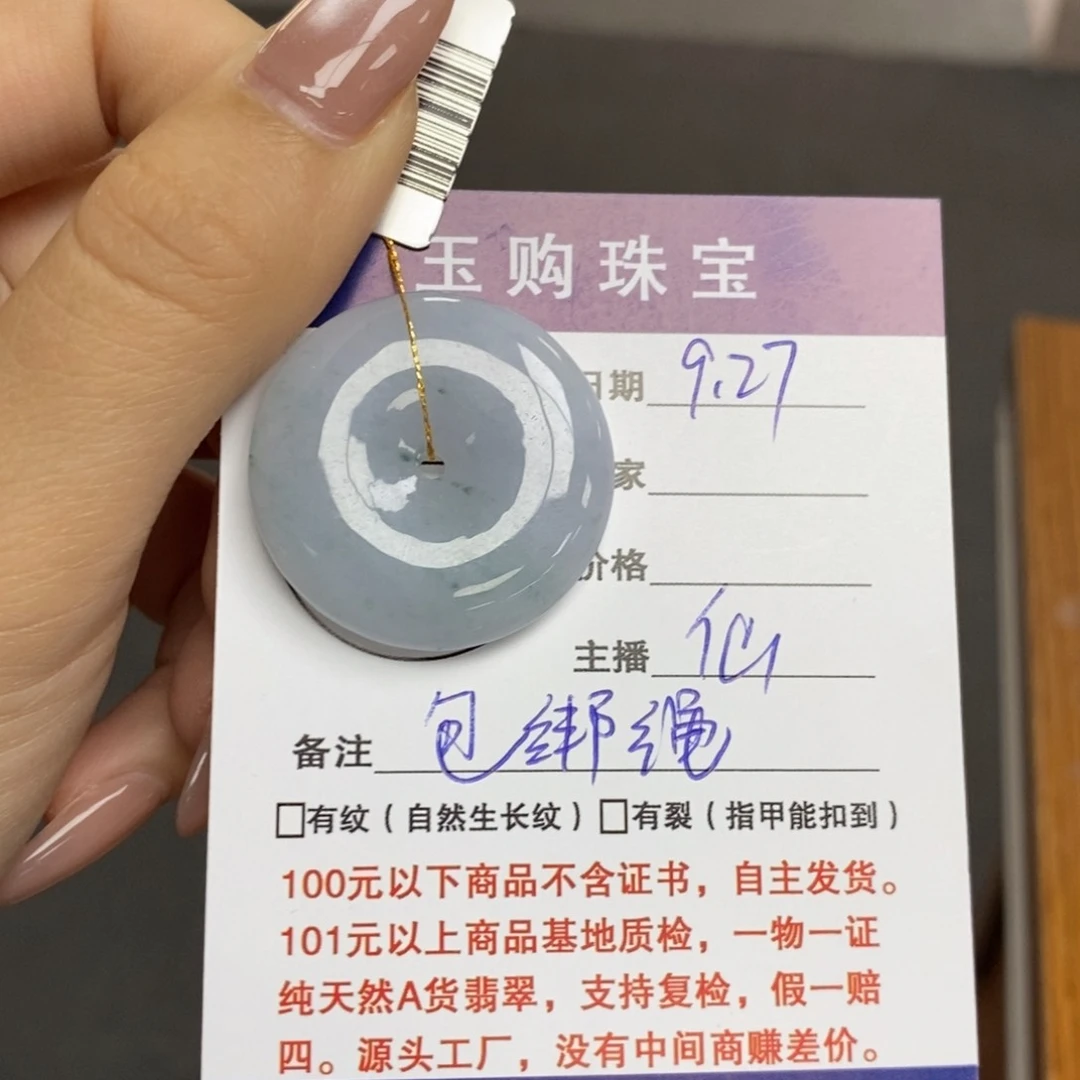 玉购珠宝
日期 9.27
家
价格
主播 仙
备注 包绑绳
□有纹（自然生长纹）□有裂（指甲能扣到）
100元以下商品不含证书，自主发货。
101元以上商品基地质检，一物一证
纯天然A货翡翠，支持复检，假一赔
四。源头工厂，没有中间商赚差价。